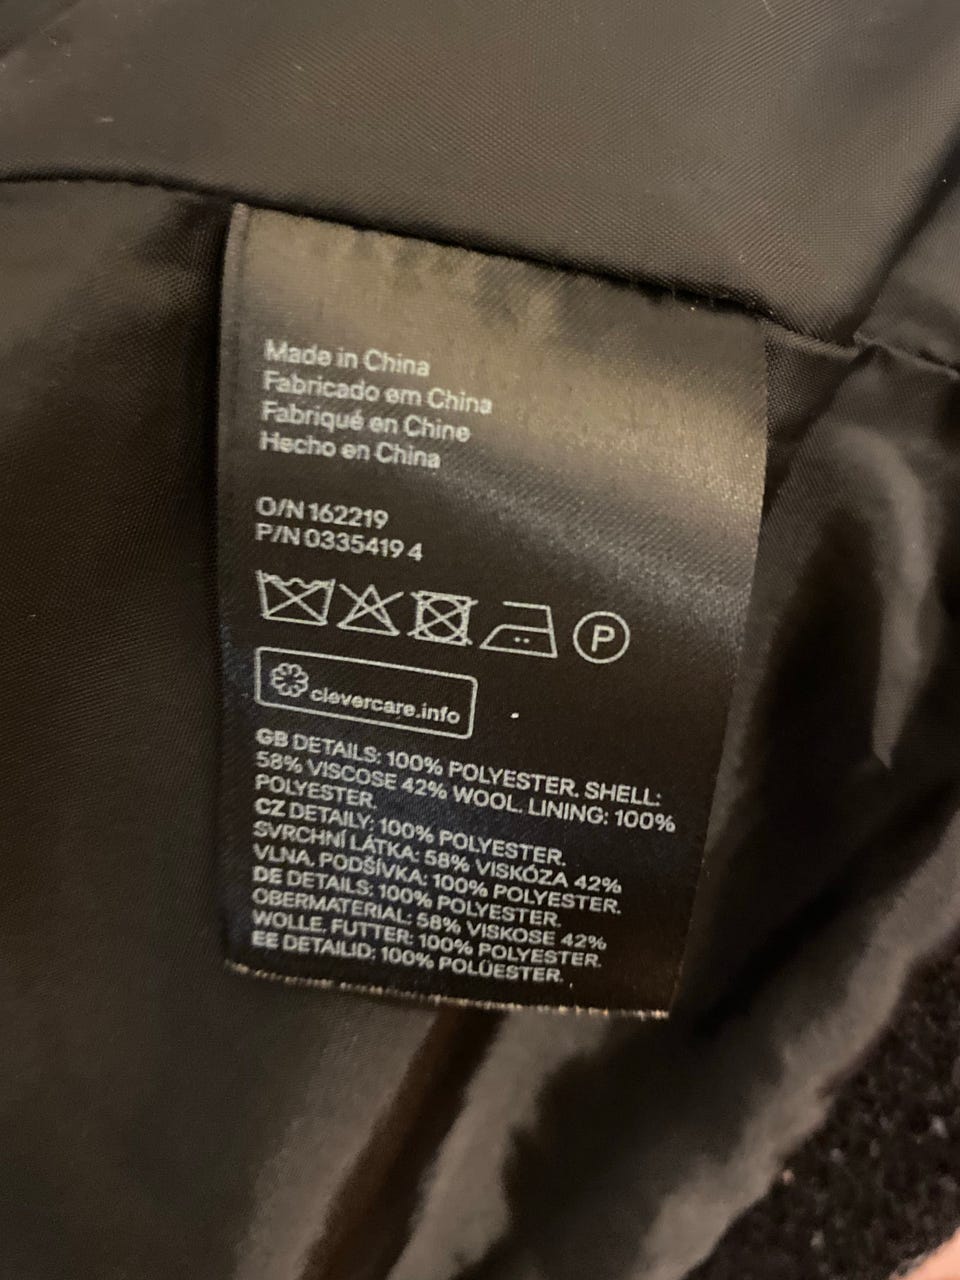 Made in China
Fabricado em China
Fabriqué en Chine
Hecho en China
O/N 162219
P/N 0335419 4
P
clevercare.info
GB DETAILS: 100% POLYESTER. SHELL:
58% VISCOSE 42% WOOL. LINING: 100%
POLYESTER.
CZ DETAILY: 100% POLYESTER.
SVRCHNÍ LÁTKA: 58% VISKÓZA 42%
VLNA. PODŠÍVKA: 100% POLYESTER.
DE DETAILS: 100% POLYESTER.
OBERMATERIAL: 58% VISKOSE 42%
WOLLE. FUTTER: 100% POLYESTER.
EE DETAILID: 100% POLÜESTER.